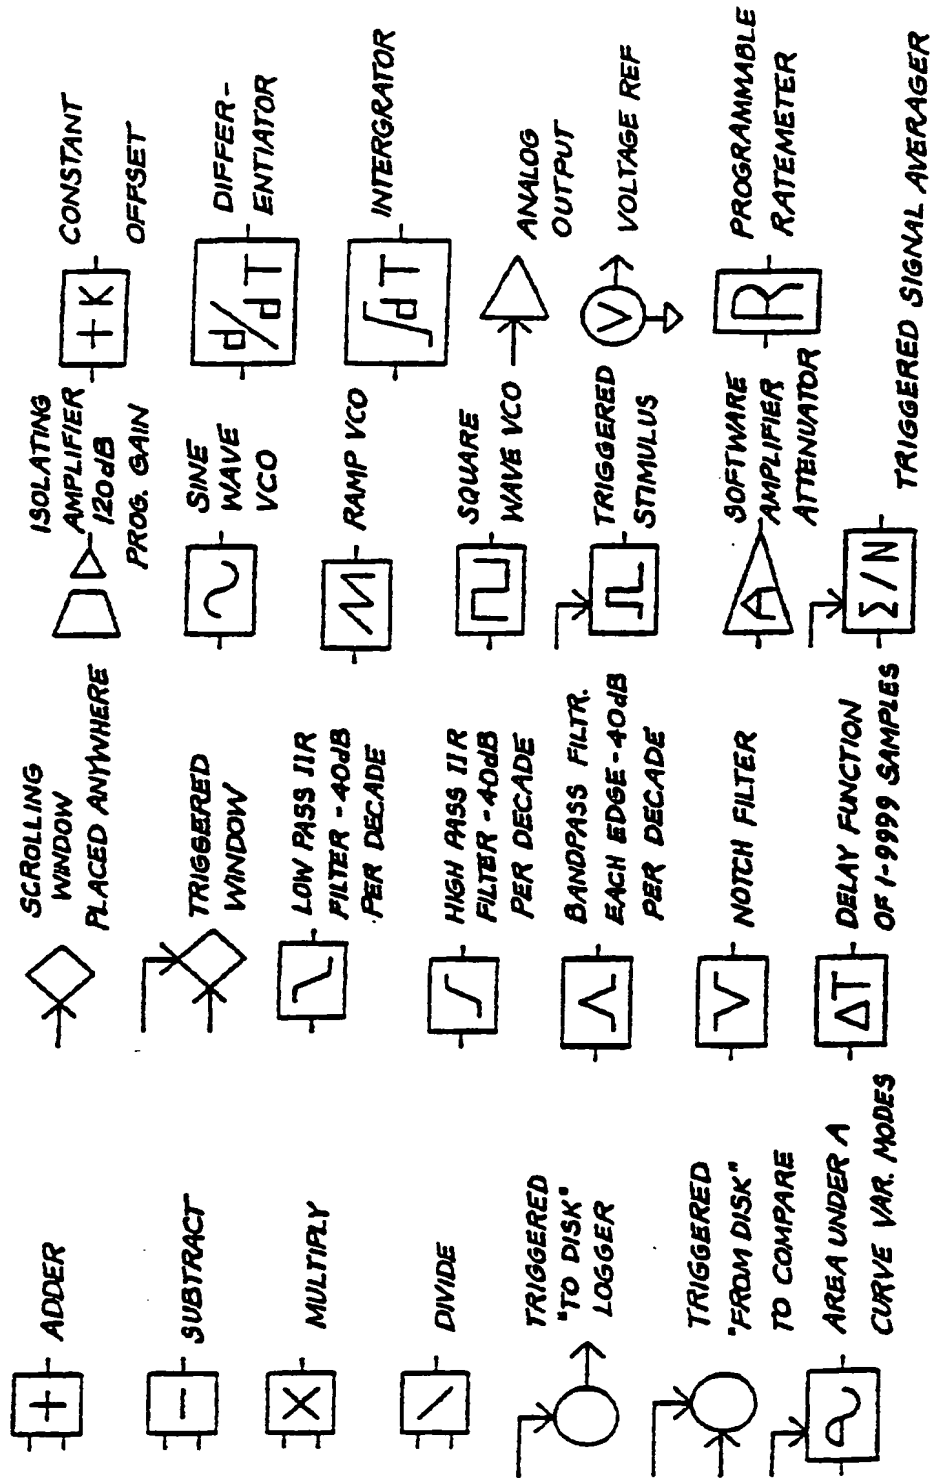 + ADDER
− SUBTRACT
X MULTIPLY
\ DIVIDE
TRIGGERED
"TO DISK"
LOGGER
TRIGGERED
"FROM DISK"
TO COMPARE
AREA UNDER A
CURVE VAR. MODES
SCROLLING
WINDOW
PLACED ANYWHERE
TRIGGERED
WINDOW
LOW PASS IIR
FILTER -40dB
PER DECADE
HIGH PASS IIR
FILTER -40dB
PER DECADE
BANDPASS FILTR.
EACH EDGE -40dB
PER DECADE
NOTCH FILTER
ΔT DELAY FUNCTION
OF 1-9999 SAMPLES
ISOLATING
AMPLIFIER
120dB
PROG. GAIN
SINE
WAVE
VCO
RAMP VCO
SQUARE
WAVE VCO
TRIGGERED
STIMULUS
A SOFTWARE
AMPLIFIER
ATTENUATOR
Σ/N TRIGGERED SIGNAL AVERAGER
+K CONSTANT
OFFSET
d/dT DIFFER-
ENTIATOR
∫dT INTERGRATOR
ANALOG
OUTPUT
V VOLTAGE REF
R PROGRAMMABLE
RATEMETER